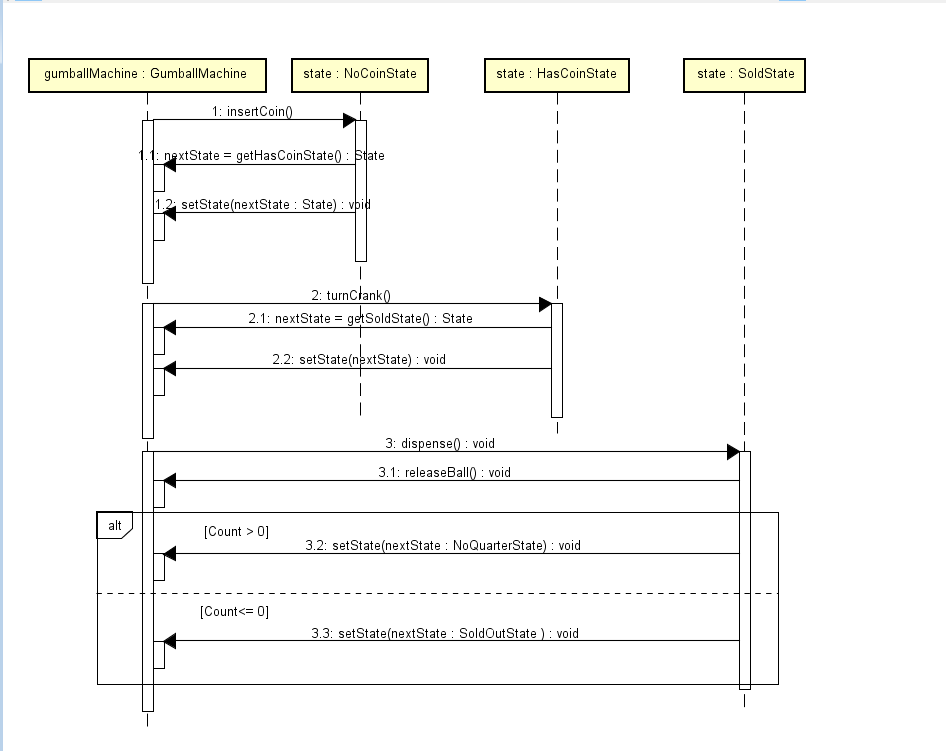 gumballMachine : GumballMachine
state : NoCoinState
state : HasCoinState
state : SoldState
1: insertCoin()
1.1: nextState = getHasCoinState() : State
1.2: setState(nextState : State) : void
2: turnCrank()
2.1: nextState = getSoldState() : State
2.2: setState(nextState) : void
3: dispense() : void
3.1: releaseBall() : void
alt
[Count > 0]
3.2: setState(nextState : NoQuarterState) : void
[Count<= 0]
3.3: setState(nextState : SoldOutState ) : void